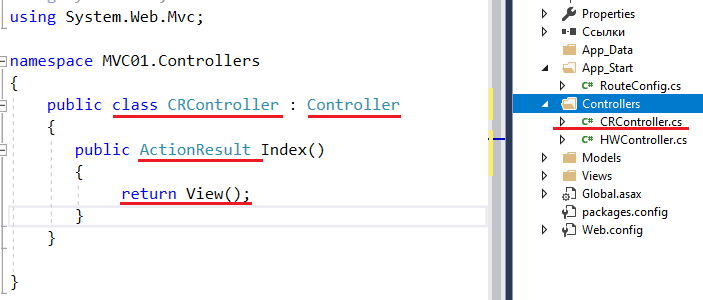 using System.Web.Mvc;
namespace MVC01.Controllers
{
public class CRController : Controller
{
public ActionResult Index()
{
return View();
}
}
}
Properties
Ссылки
App_Data
App_Start
C# RouteConfig.cs
Controllers
C# CRController.cs
C# HWController.cs
Models
Views
Global.asax
packages.config
Web.config